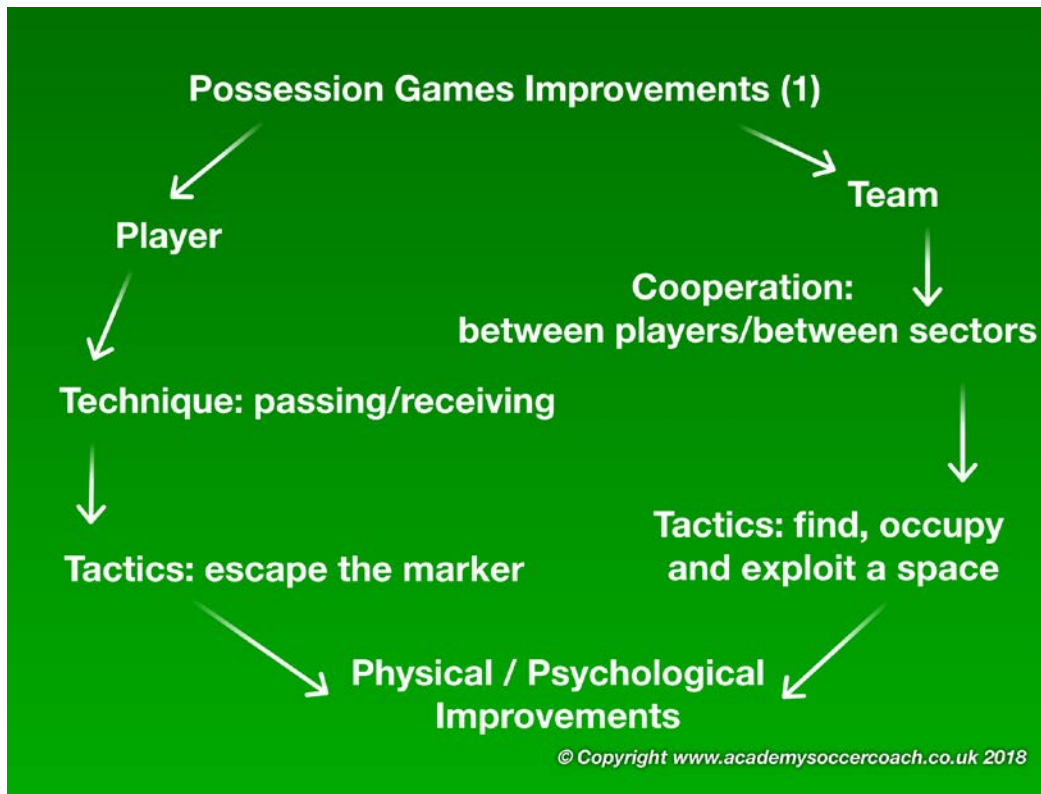 Possession Games Improvements (1)
Player
Team
Cooperation:
between players/between sectors
Technique: passing/receiving
Tactics: escape the marker
Tactics: find, occupy
and exploit a space
Physical / Psychological
Improvements
© Copyright www.academysoccercoach.co.uk 2018